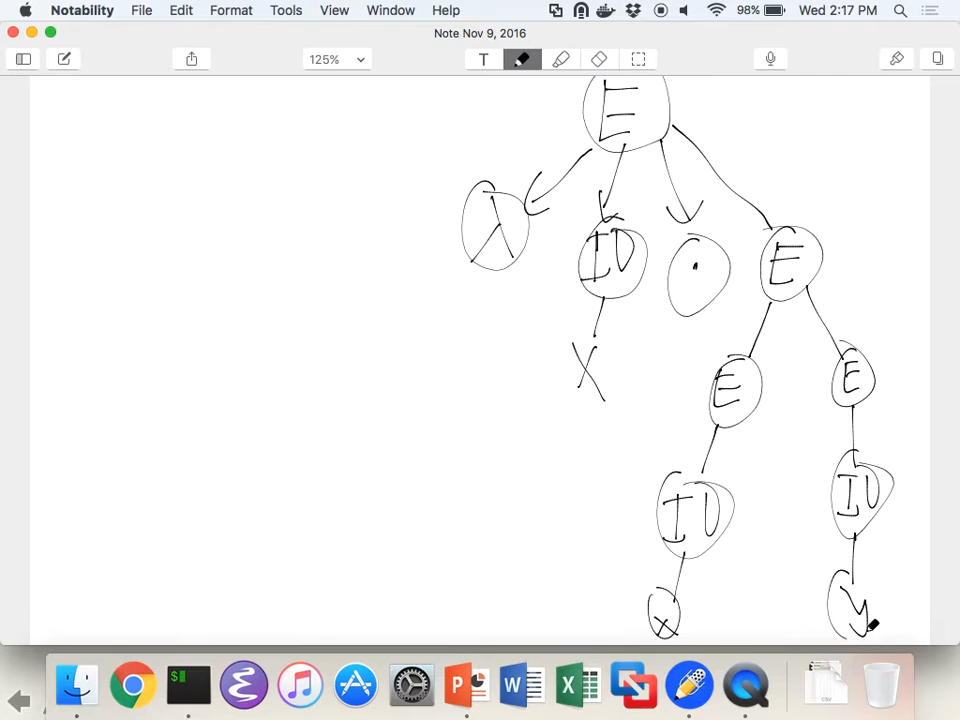 Notability File Edit Format Tools View Window Help 98% Wed 2:17 PM
Note Nov 9, 2016
125% T
E
λ ID . E
X E E
ID ID
x y
$ P W X
CSV